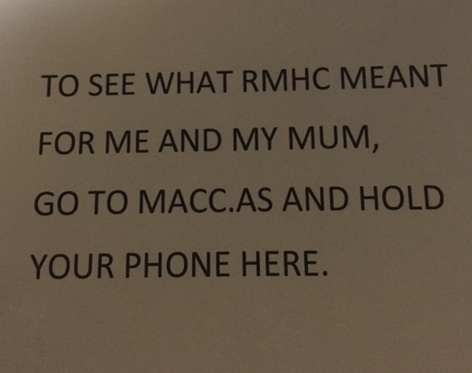 TO SEE WHAT RMHC MEANT
FOR ME AND MY MUM,
GO TO MACC.AS AND HOLD
YOUR PHONE HERE.